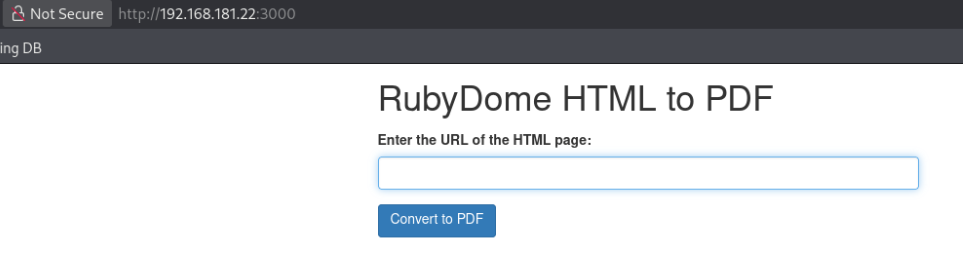 Not Secure http://192.168.181.22:3000
ing DB
RubyDome HTML to PDF
Enter the URL of the HTML page:
Convert to PDF